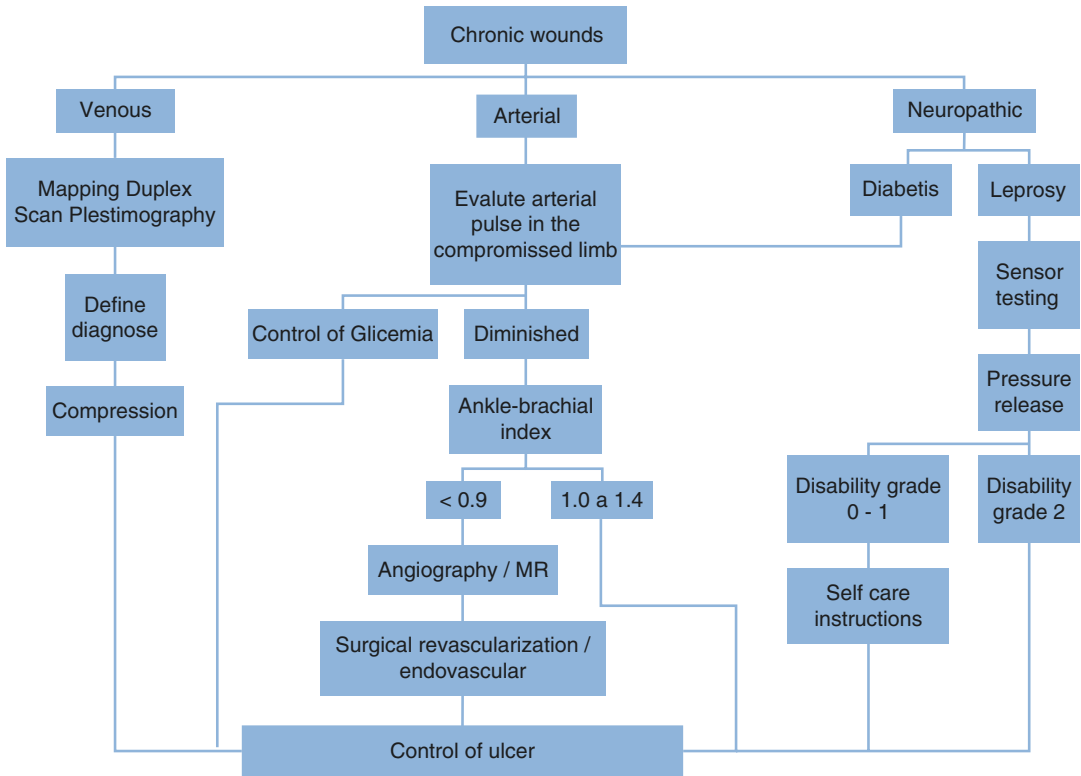 Chronic wounds
Venous
Arterial
Neuropathic
Mapping Duplex
Scan Plestimography
Evalute arterial
pulse in the
compromissed limb
Diabetis
Leprosy
Define
diagnose
Control of Glicemia
Diminished
Sensor
testing
Compression
Ankle-brachial
index
Pressure
release
< 0.9
1.0 a 1.4
Disability grade
0 - 1
Disability
grade 2
Angiography / MR
Self care
instructions
Surgical revascularization /
endovascular
Control of ulcer